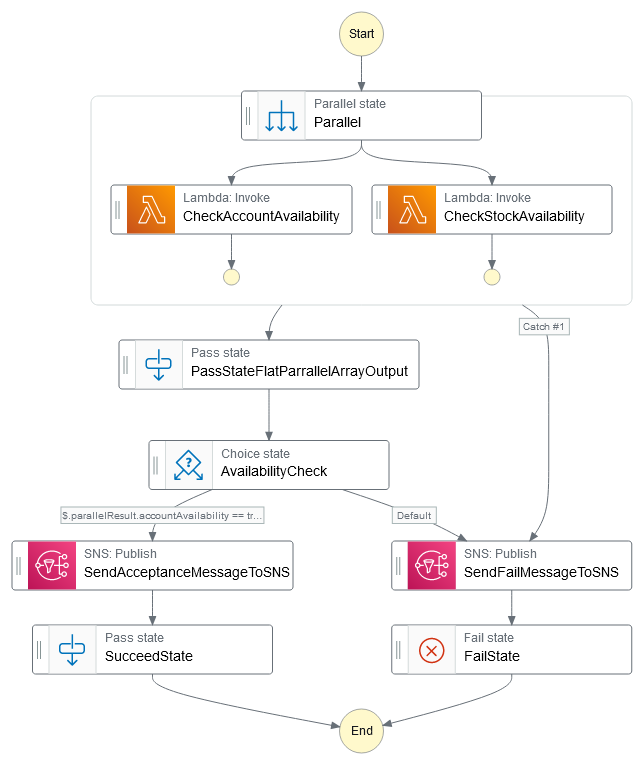 Start
Parallel state
Parallel
Lambda: Invoke
CheckAccountAvailability
Lambda: Invoke
CheckStockAvailability
Catch #1
Pass state
PassStateFlatParrallelArrayOutput
Choice state
AvailabilityCheck
$.parallelResult.accountAvailability == tr...
Default
SNS: Publish
SendAcceptanceMessageToSNS
SNS: Publish
SendFailMessageToSNS
Pass state
SucceedState
Fail state
FailState
End